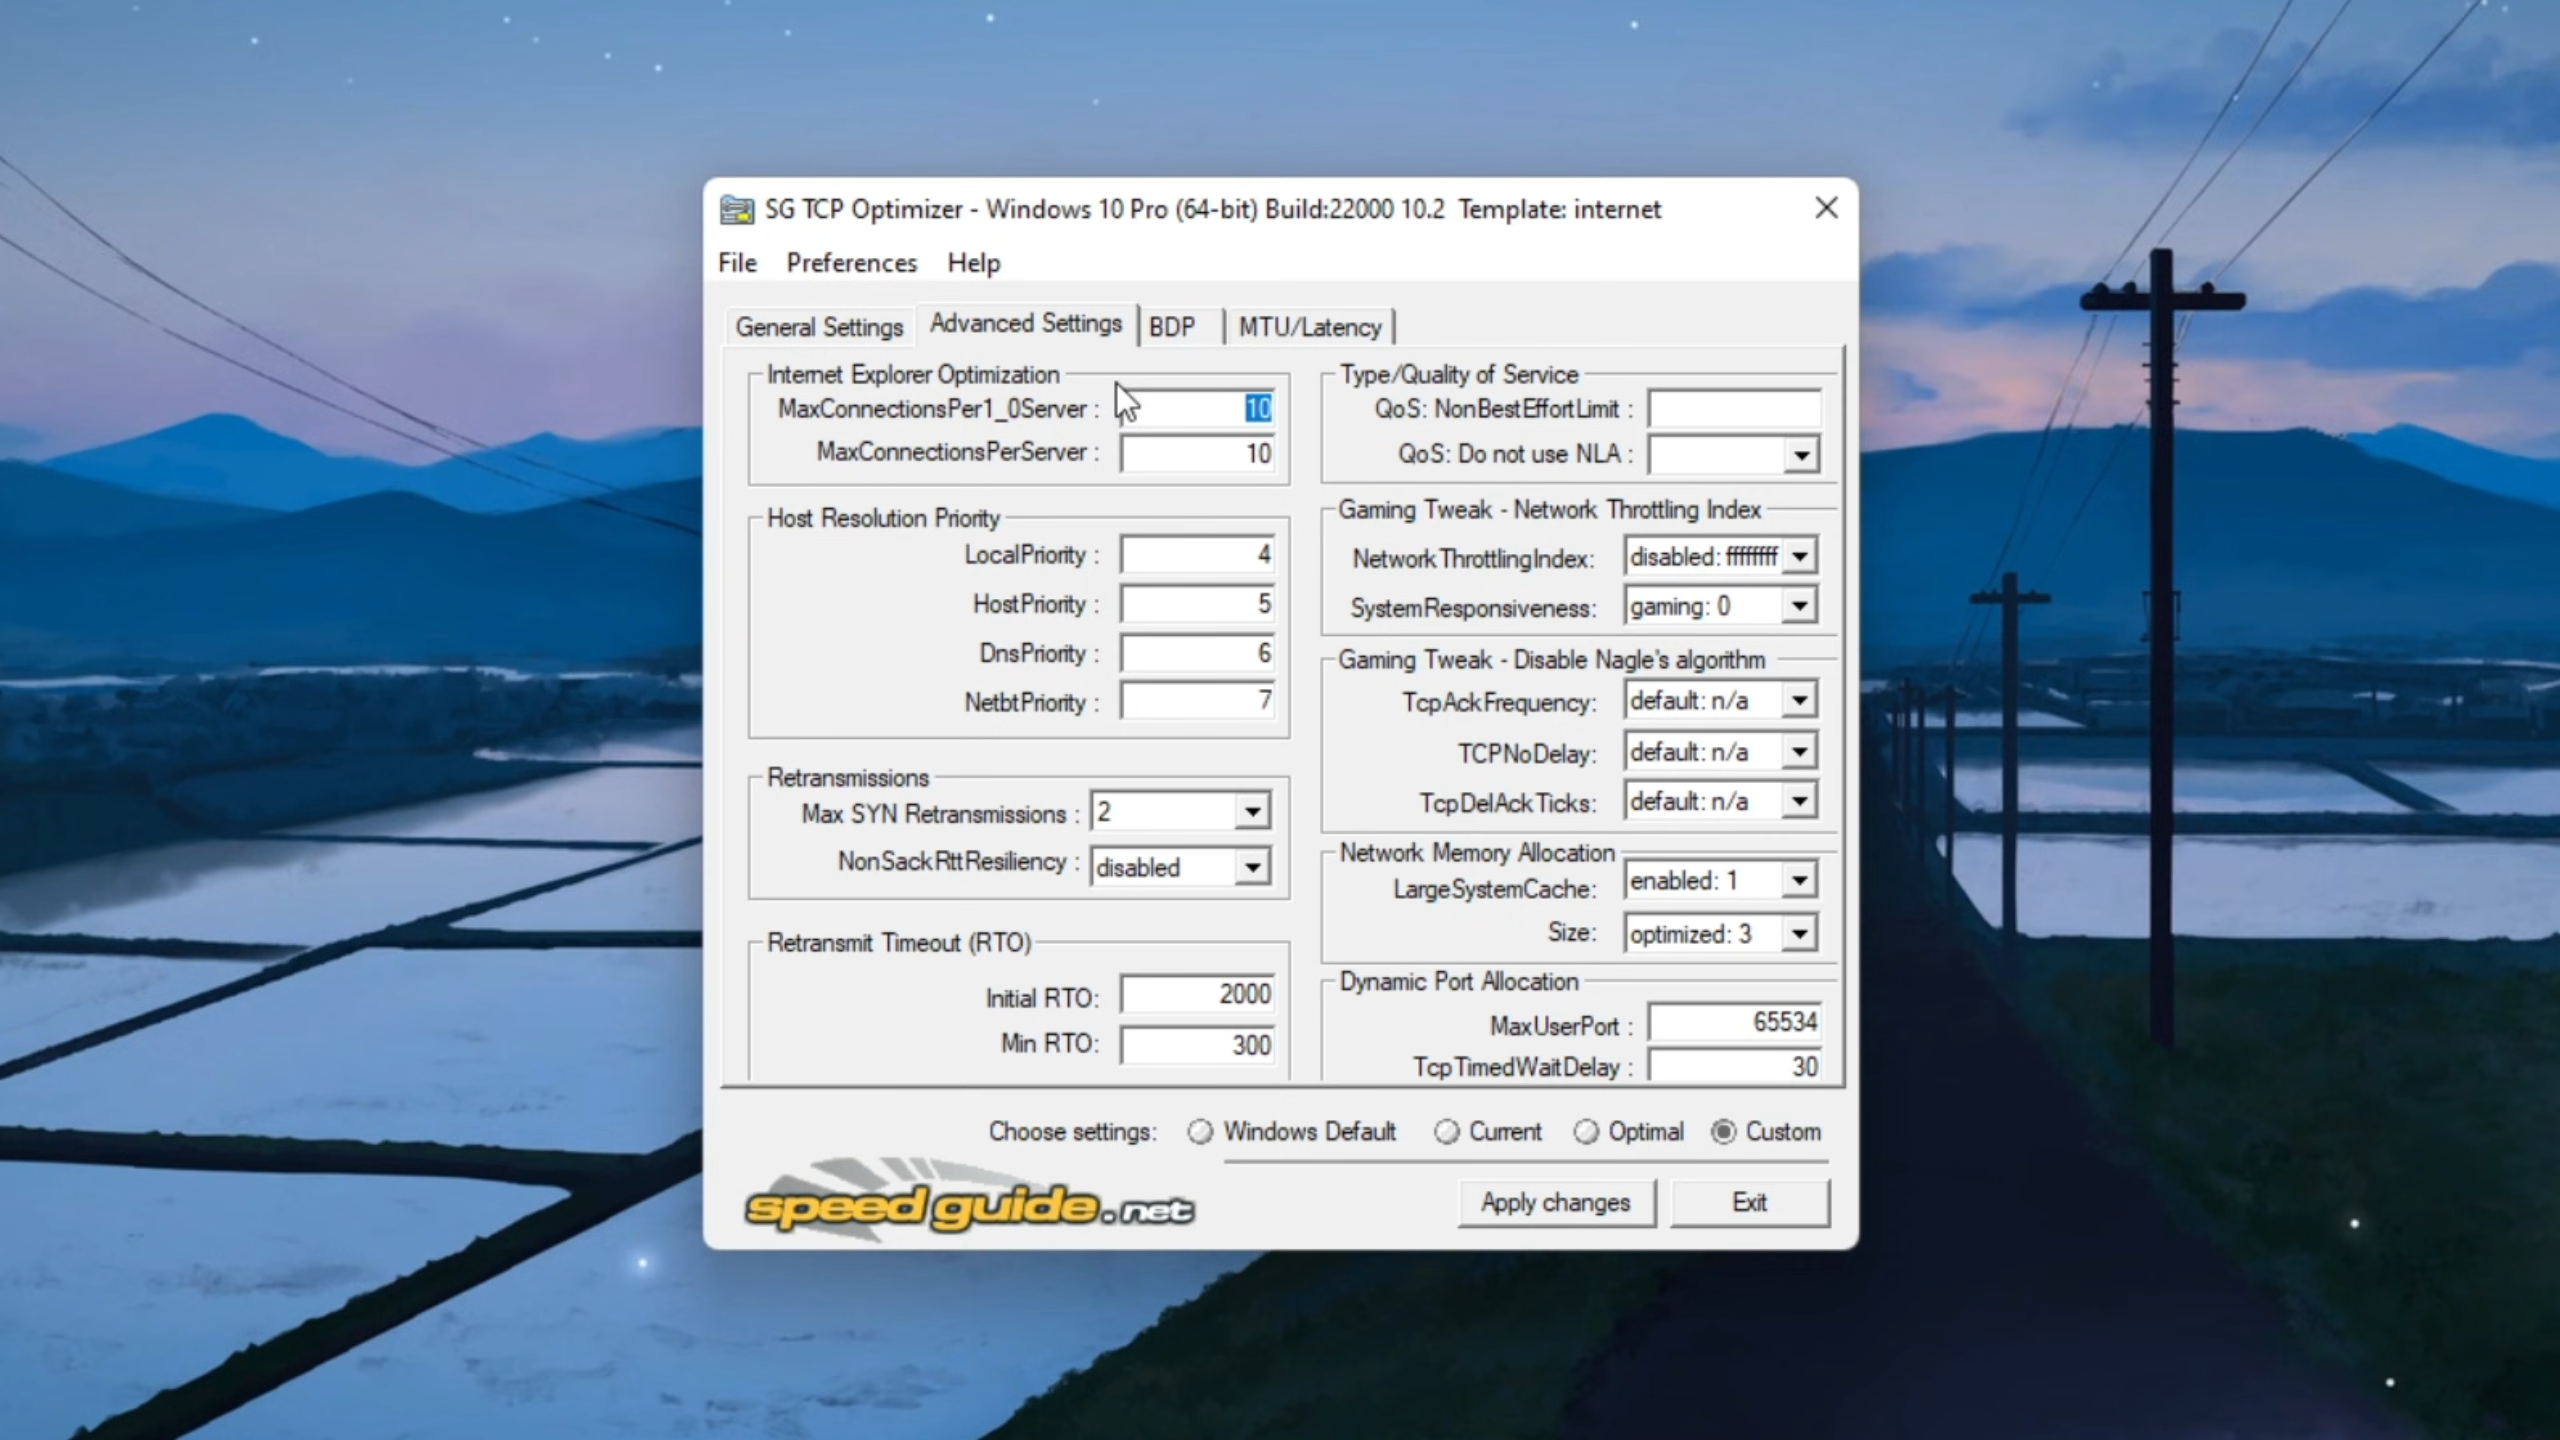 SG TCP Optimizer - Windows 10 Pro (64-bit) Build:22000 10.2 Template: internet
File Preferences Help
General Settings Advanced Settings BDP MTU/Latency
Internet Explorer Optimization
MaxConnectionsPer1_0Server : 10
MaxConnectionsPerServer : 10
Host Resolution Priority
LocalPriority : 4
HostPriority : 5
DnsPriority : 6
NetbtPriority : 7
Retransmissions
Max SYN Retransmissions : 2
NonSackRttResiliency : disabled
Retransmit Timeout (RTO)
Initial RTO: 2000
Min RTO: 300
Type/Quality of Service
QoS: NonBestEffortLimit :
QoS: Do not use NLA :
Gaming Tweak - Network Throttling Index
NetworkThrottlingIndex: disabled: ffffffff
SystemResponsiveness: gaming: 0
Gaming Tweak - Disable Nagle's algorithm
TcpAckFrequency: default: n/a
TCPNoDelay: default: n/a
TcpDelAckTicks: default: n/a
Network Memory Allocation
LargeSystemCache: enabled: 1
Size: optimized: 3
Dynamic Port Allocation
MaxUserPort : 65534
TcpTimedWaitDelay : 30
Choose settings: Windows Default Current Optimal Custom
speedguide.net
Apply changes Exit